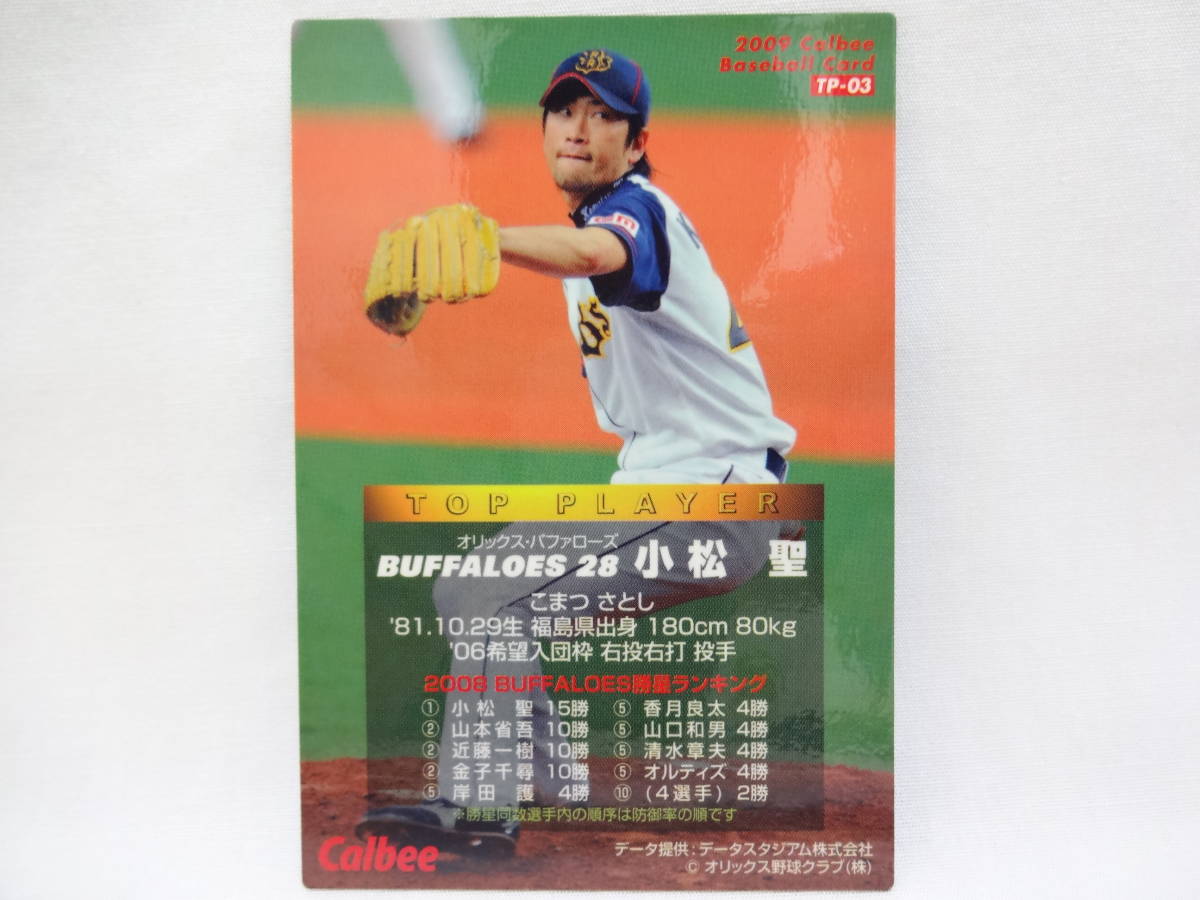 2009 Calbee
Baseball Card
TP-03
TOP PLAYER
オリックス・バファローズ
BUFFALOES 28 小松 聖
こまつ さとし
'81.10.29生 福島県出身 180cm 80kg
'06希望入団枠 右投右打 投手
2008 BUFFALOES勝星ランキング
① 小松 聖 15勝 ⑤ 香月良太 4勝
② 山本省吾 10勝 ⑤ 山口和男 4勝
② 近藤一樹 10勝 ⑤ 清水章夫 4勝
② 金子千尋 10勝 ⑤ オルティズ 4勝
⑤ 岸田 護 4勝 ⑩ (4選手) 2勝
※勝星同数選手内の順序は防御率の順です
Calbee
データ提供:データスタジアム株式会社
© オリックス野球クラブ(株)